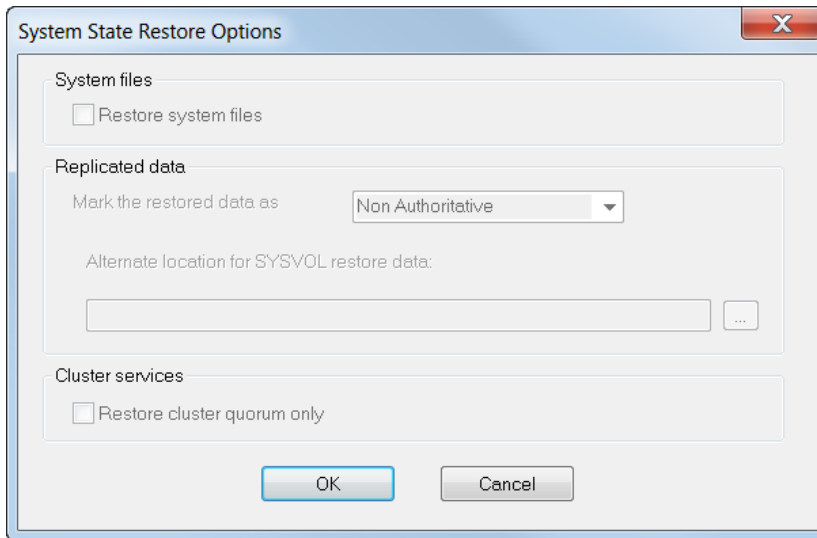 System State Restore Options
System files
Restore system files
Replicated data
Mark the restored data as Non Authoritative
Alternate location for SYSVOL restore data:
...
Cluster services
Restore cluster quorum only
OK Cancel